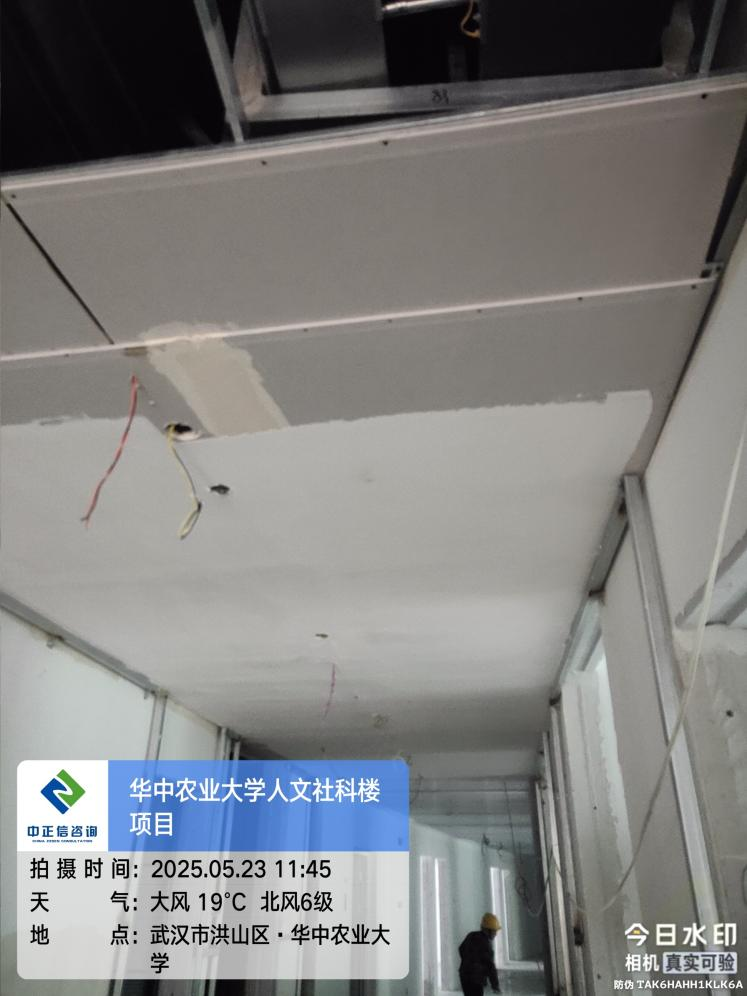 中正信咨询
CHINA ZEXIN CONSULTATION
华中农业大学人文社科楼
项目
拍摄时间：2025.05.23 11:45
天气：大风 19℃ 北风6级
地点：武汉市洪山区·华中农业大
学
今日水印
相机 真实可验
防伪 TAK6HAHH1KLK6A